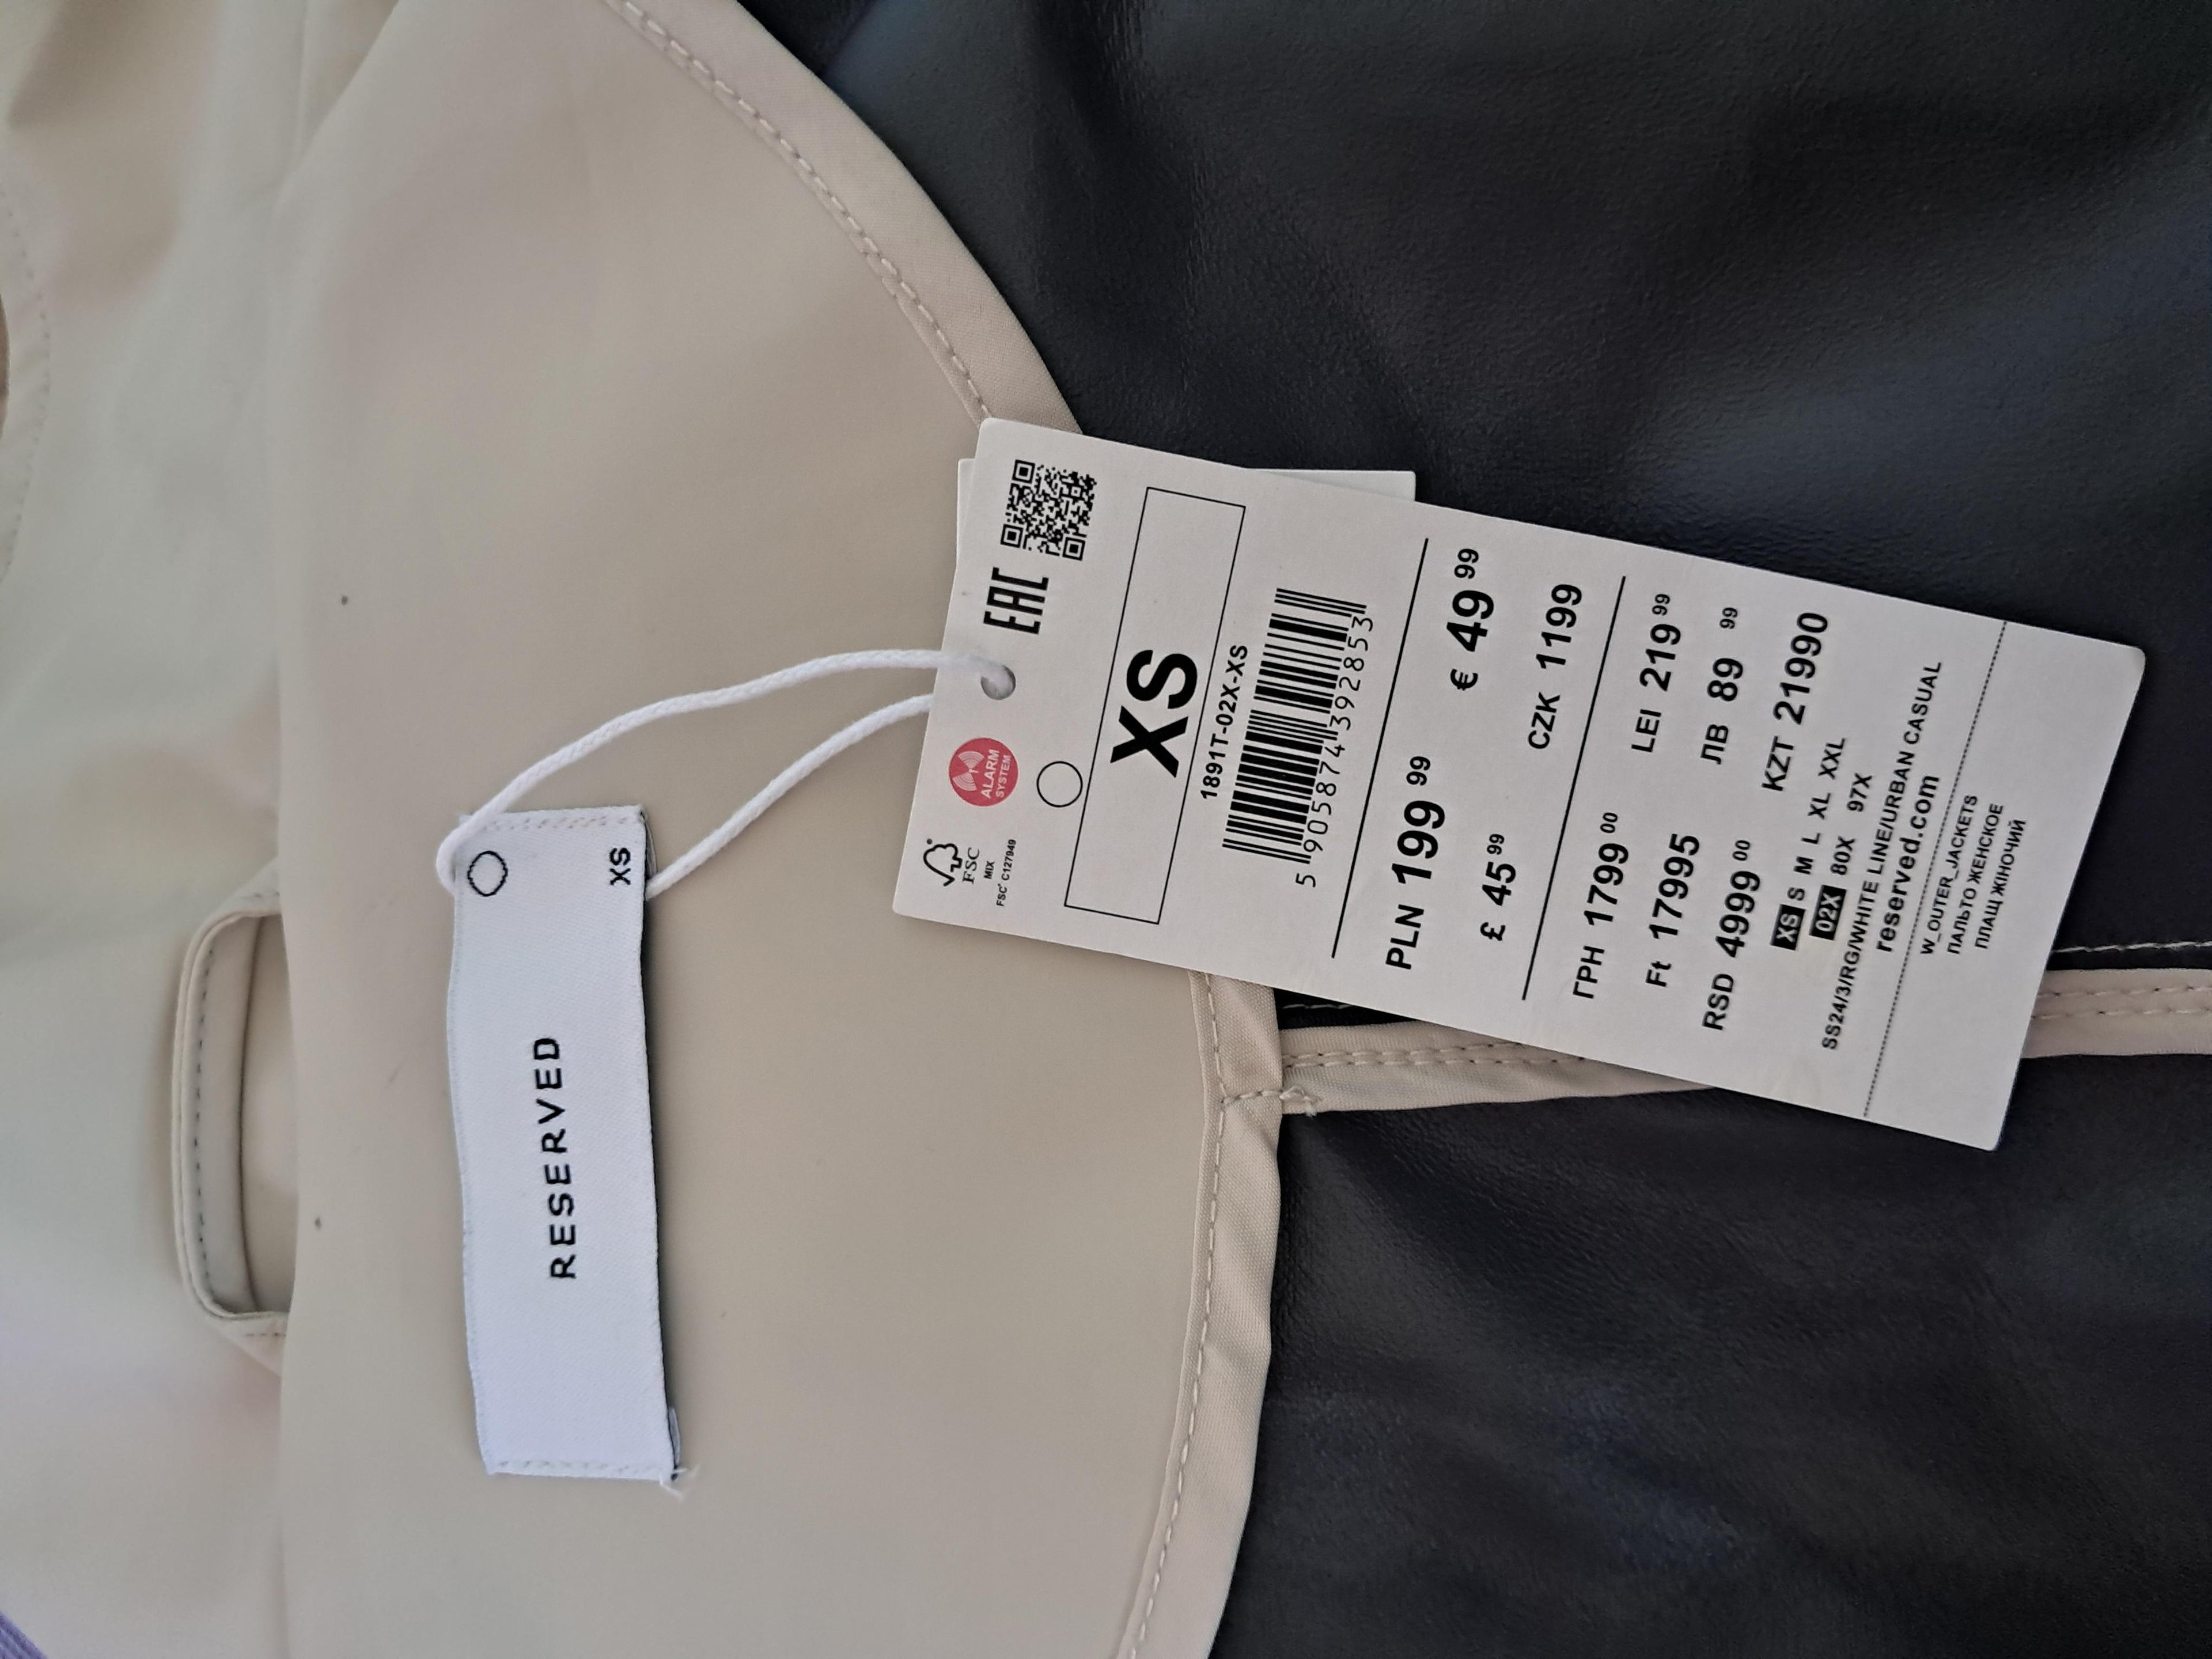 RESERVED
XS
FSC
MIX
FSC® C127949
ALARM
SYSTEM
EAC
XS
1891T-02X-XS
5 905874 392853
PLN 199 99
€ 49 99
£ 45 99
CZK 1199
ГРН 1799 00
LEI 219 99
Ft 17995
ЛВ 89 99
RSD 4999 00
KZT 21990
XS S M L XL XXL
02X 80X 97X
SS24/3/RG/WHITE LINE/URBAN CASUAL
reserved.com
W_OUTER_JACKETS
ПАЛЬТО ЖЕНСКОЕ
ПЛАЩ ЖІНОЧИЙ